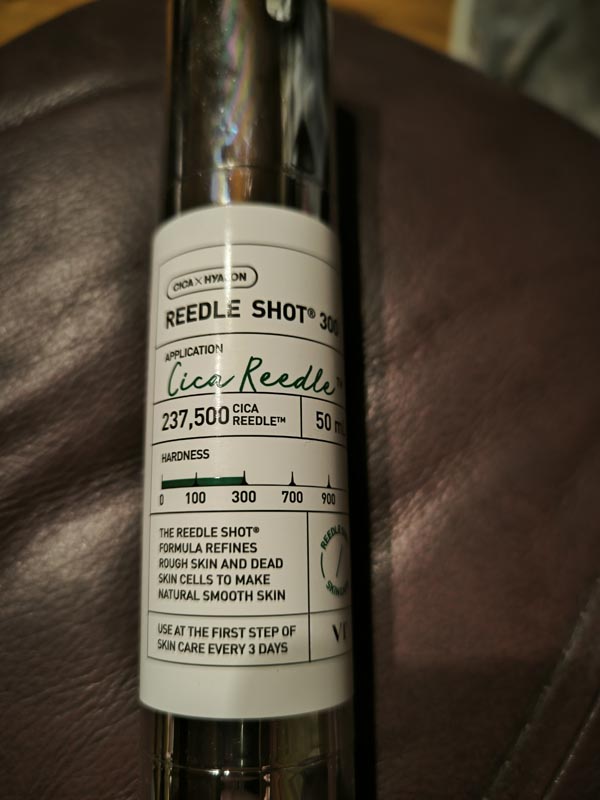 CICA X HYALON
REEDLE SHOT® 300
APPLICATION
Cica Reedle™
237,500 CICA REEDLE™
50 m
HARDNESS
0 100 300 700 900
THE REEDLE SHOT®
FORMULA REFINES
ROUGH SKIN AND DEAD
SKIN CELLS TO MAKE
NATURAL SMOOTH SKIN
USE AT THE FIRST STEP OF
SKIN CARE EVERY 3 DAYS